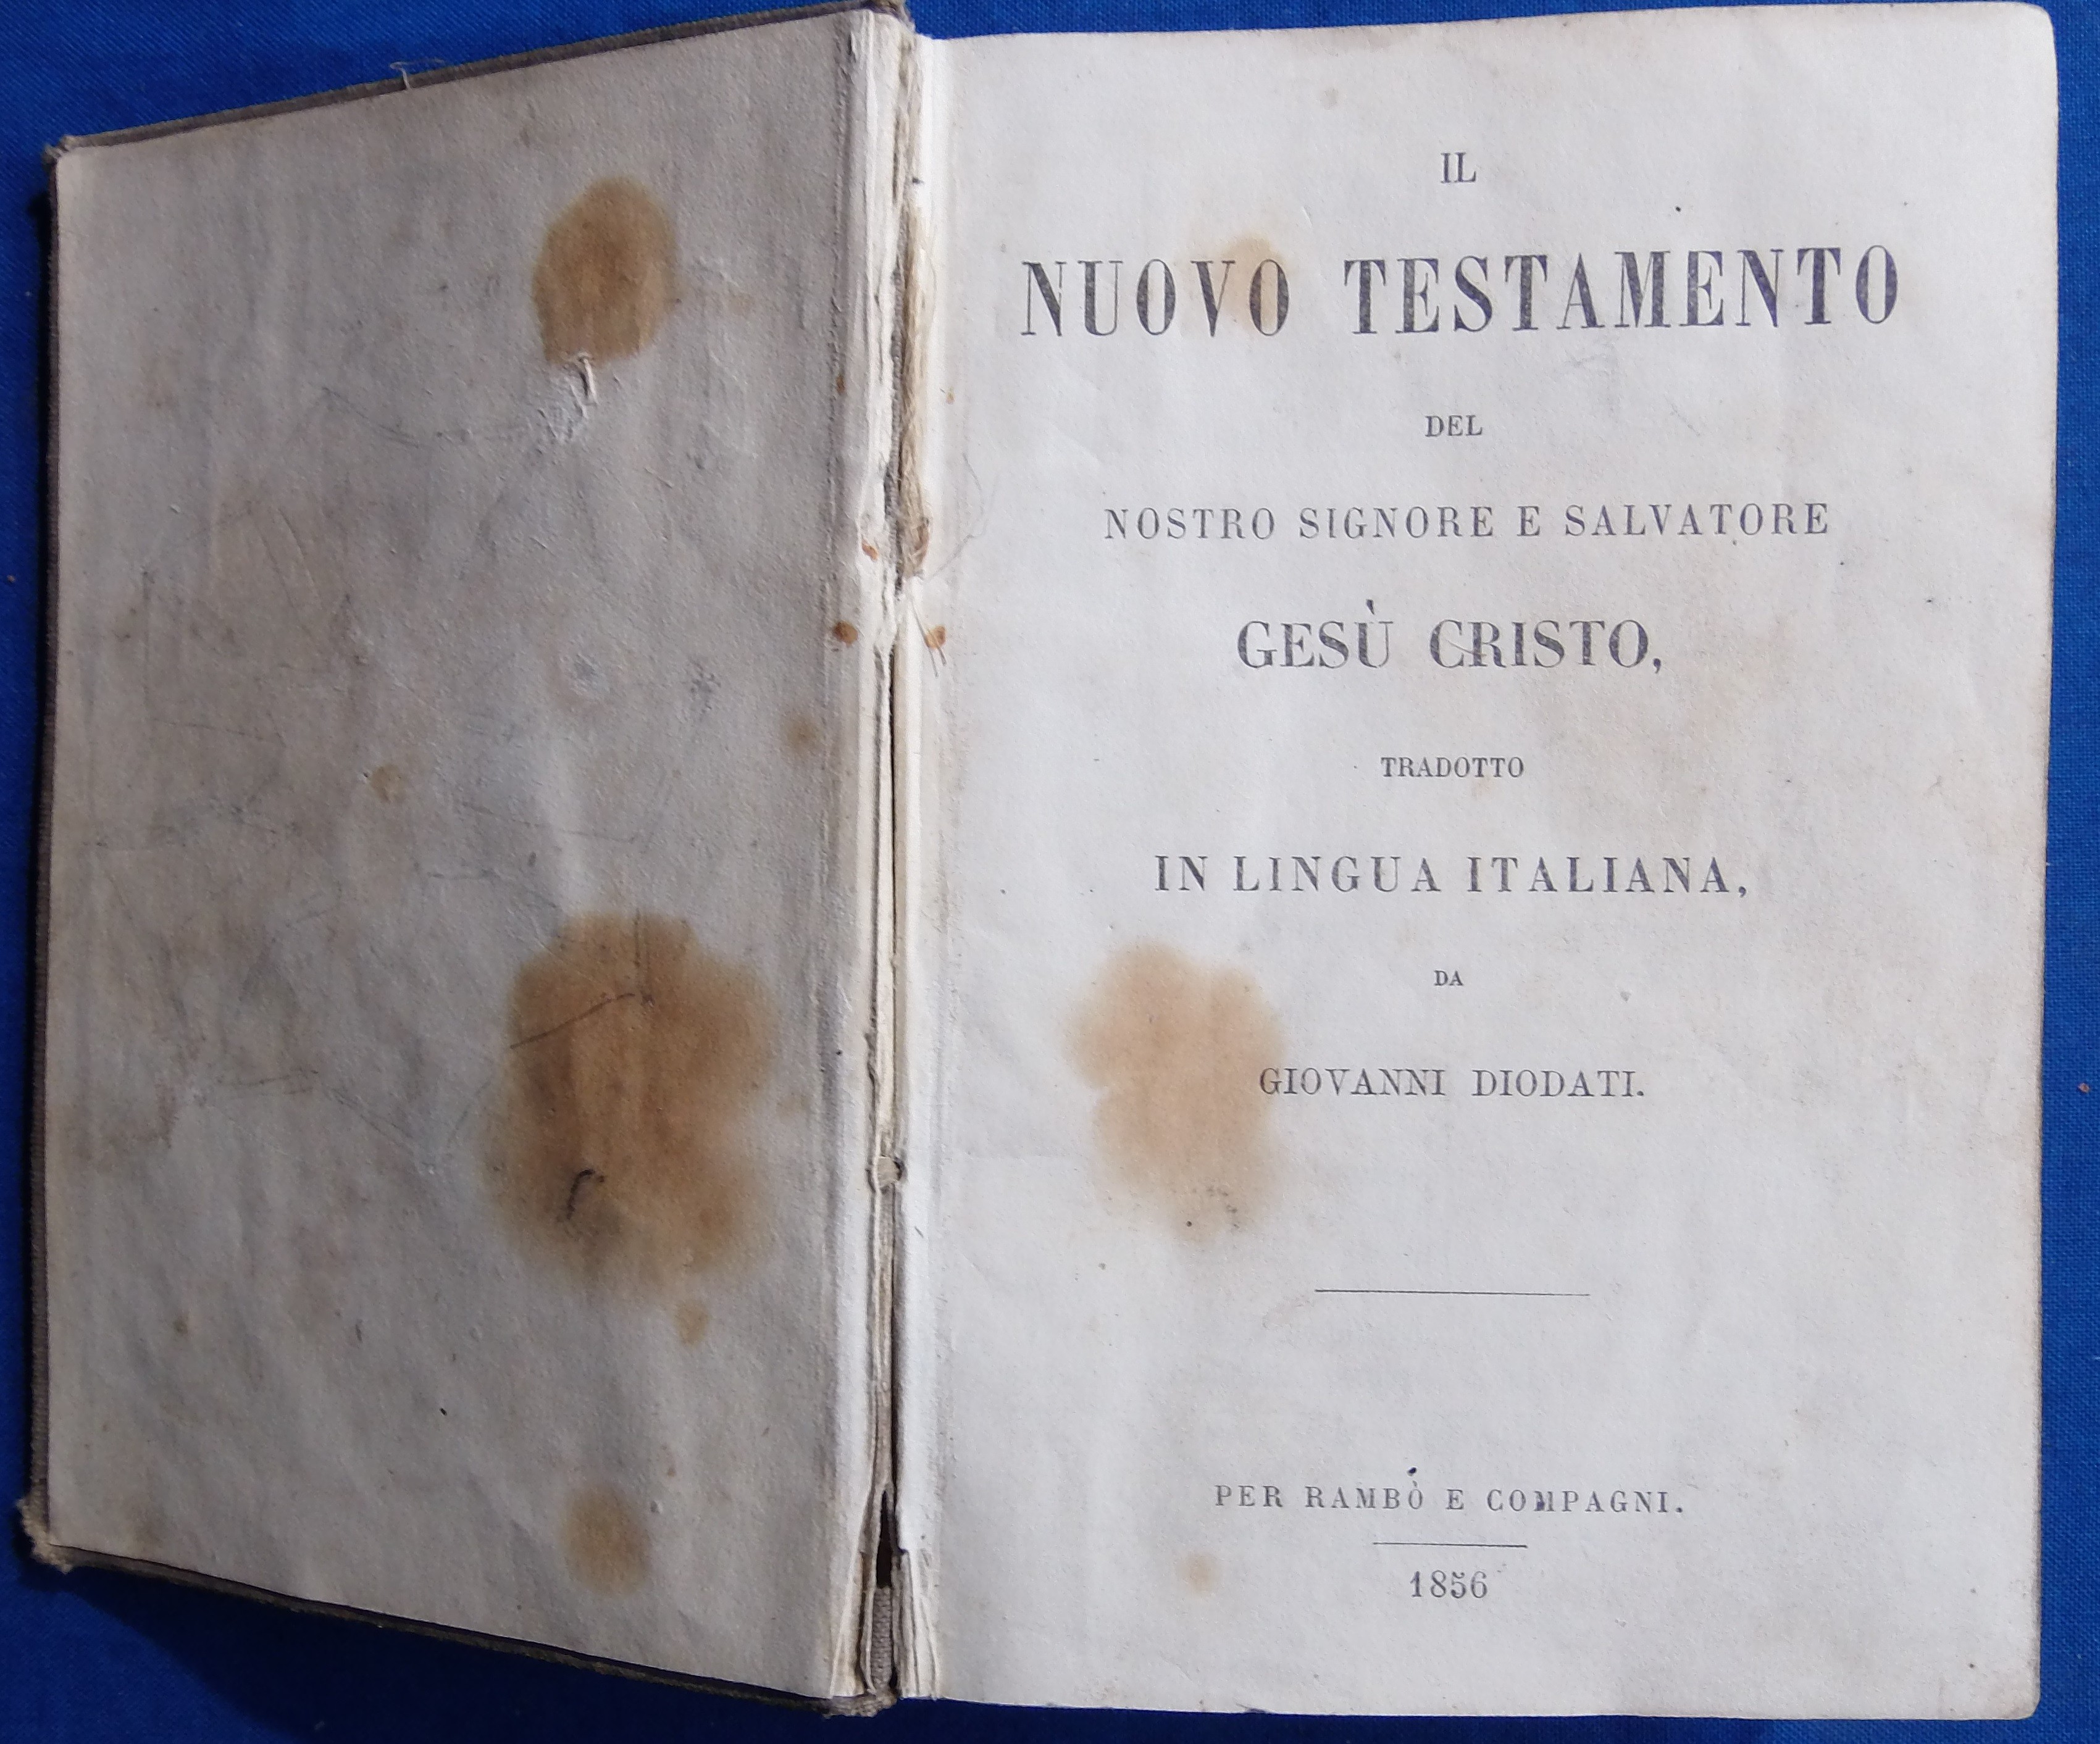 IL
NUOVO TESTAMENTO
DEL
NOSTRO SIGNORE E SALVATORE
GESÙ CRISTO,
TRADOTTO
IN LINGUA ITALIANA,
DA
GIOVANNI DIODATI.
PER RAMBÒ E COMPAGNI.
1856